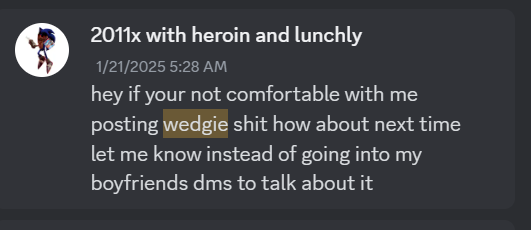 2011x with heroin and lunchly
1/21/2025 5:28 AM
hey if your not comfortable with me
posting wedgie shit how about next time
let me know instead of going into my
boyfriends dms to talk about it